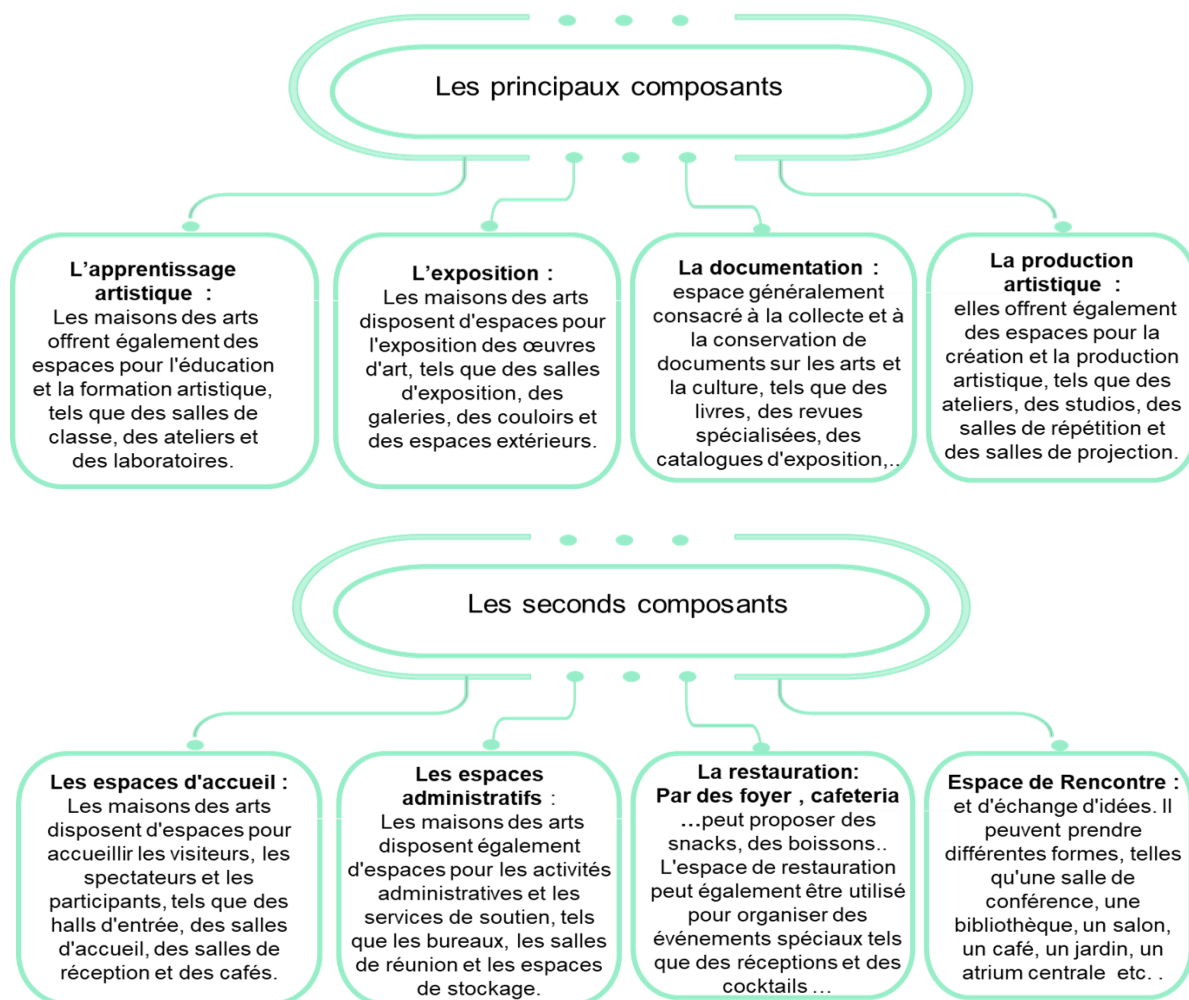 Les principaux composants
L'apprentissage
artistique :
Les maisons des arts
offrent également des
espaces pour l'éducation
et la formation artistique,
tels que des salles de
classe, des ateliers et
des laboratoires.
L'exposition :
Les maisons des arts
disposent d'espaces pour
l'exposition des œuvres
d'art, tels que des salles
d'exposition, des
galeries, des couloirs et
des espaces extérieurs.
La documentation :
espace généralement
consacré à la collecte et à
la conservation de
documents sur les arts et
la culture, tels que des
livres, des revues
spécialisées, des
catalogues d'exposition,..
La production
artistique :
elles offrent également
des espaces pour la
création et la production
artistique, tels que des
ateliers, des studios, des
salles de répétition et
des salles de projection.
Les seconds composants
Les espaces d'accueil :
Les maisons des arts
disposent d'espaces pour
accueillir les visiteurs, les
spectateurs et les
participants, tels que des
halls d'entrée, des salles
d'accueil, des salles de
réception et des cafés.
Les espaces
administratifs :
Les maisons des arts
disposent également
d'espaces pour les activités
administratives et les
services de soutien, tels
que les bureaux, les salles
de réunion et les espaces
de stockage.
La restauration:
Par des foyer , cafeteria
…peut proposer des
snacks, des boissons..
L'espace de restauration
peut également être utilisé
pour organiser des
événements spéciaux tels
que des réceptions et des
cocktails …
Espace de Rencontre :
et d'échange d'idées. Il
peuvent prendre
différentes formes, telles
qu'une salle de
conférence, une
bibliothèque, un salon,
un café, un jardin, un
atrium centrale etc. .